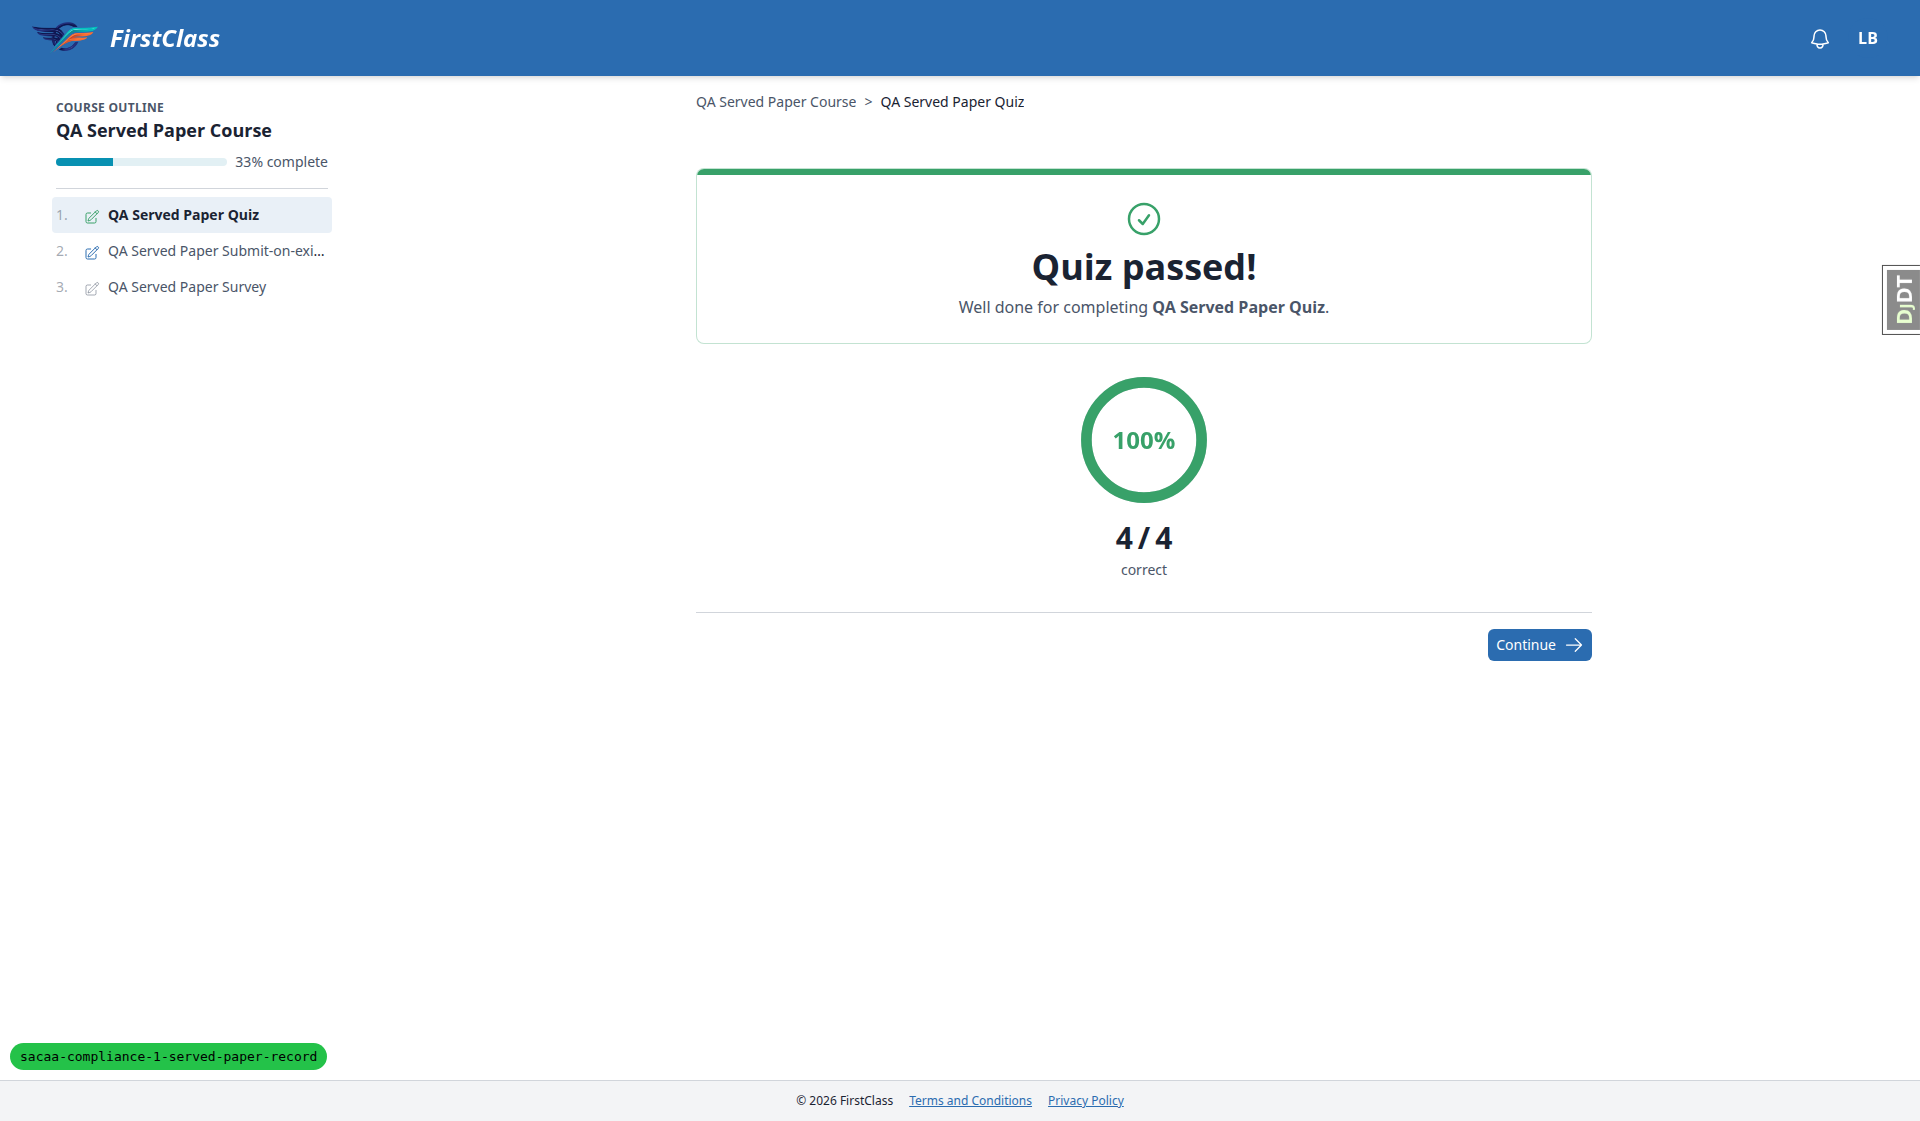 FirstClass
LB
COURSE OUTLINE
QA Served Paper Course
33% complete
1. QA Served Paper Quiz
2. QA Served Paper Submit-on-exi...
3. QA Served Paper Survey
QA Served Paper Course > QA Served Paper Quiz
Quiz passed!
Well done for completing QA Served Paper Quiz.
100%
4 / 4
correct
Continue
DJDT
sacaa-compliance-1-served-paper-record
© 2026 FirstClass Terms and Conditions Privacy Policy